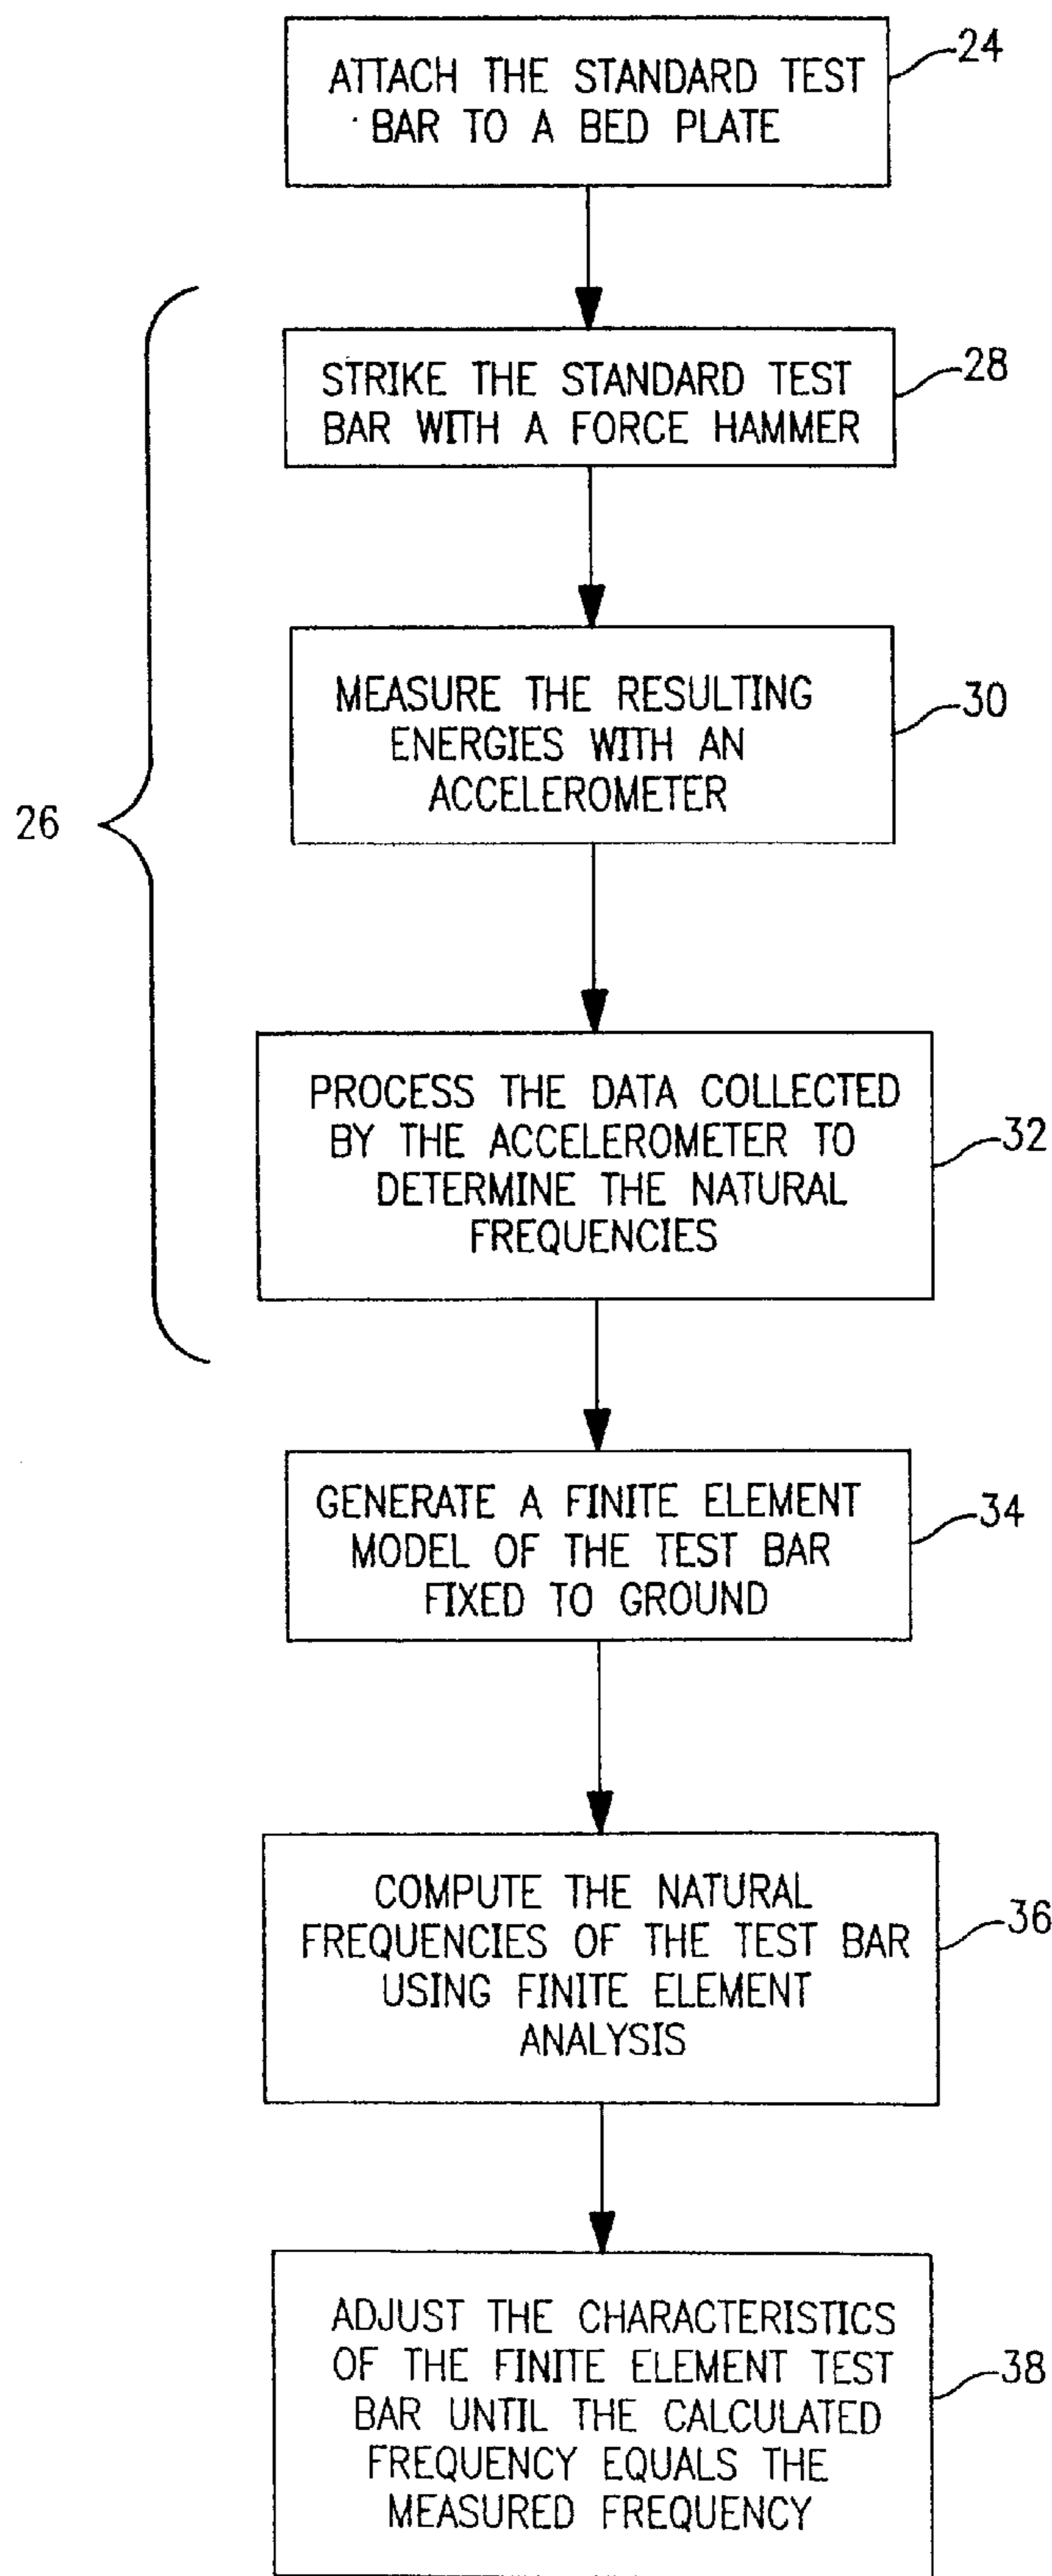 ATTACH THE STANDARD TEST
BAR TO A BED PLATE
24
STRIKE THE STANDARD TEST
BAR WITH A FORCE HAMMER
28
MEASURE THE RESULTING
ENERGIES WITH AN
ACCELEROMETER
30
26
PROCESS THE DATA COLLECTED
BY THE ACCELEROMETER TO
DETERMINE THE NATURAL
FREQUENCIES
32
GENERATE A FINITE ELEMENT
MODEL OF THE TEST BAR
FIXED TO GROUND
34
COMPUTE THE NATURAL
FREQUENCIES OF THE TEST BAR
USING FINITE ELEMENT
ANALYSIS
36
ADJUST THE CHARACTERISTICS
OF THE FINITE ELEMENT TEST
BAR UNTIL THE CALCULATED
FREQUENCY EQUALS THE
MEASURED FREQUENCY
38